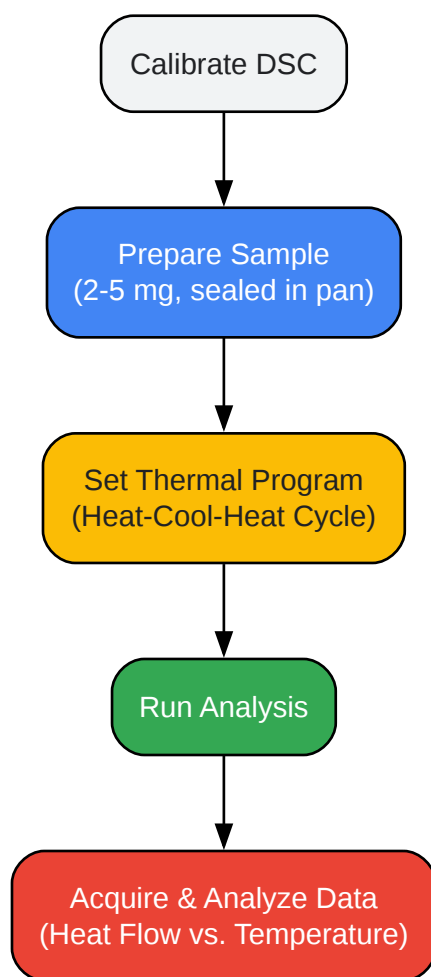 Calibrate DSC
Prepare Sample
(2-5 mg, sealed in pan)
Set Thermal Program
(Heat-Cool-Heat Cycle)
Run Analysis
Acquire & Analyze Data
(Heat Flow vs. Temperature)